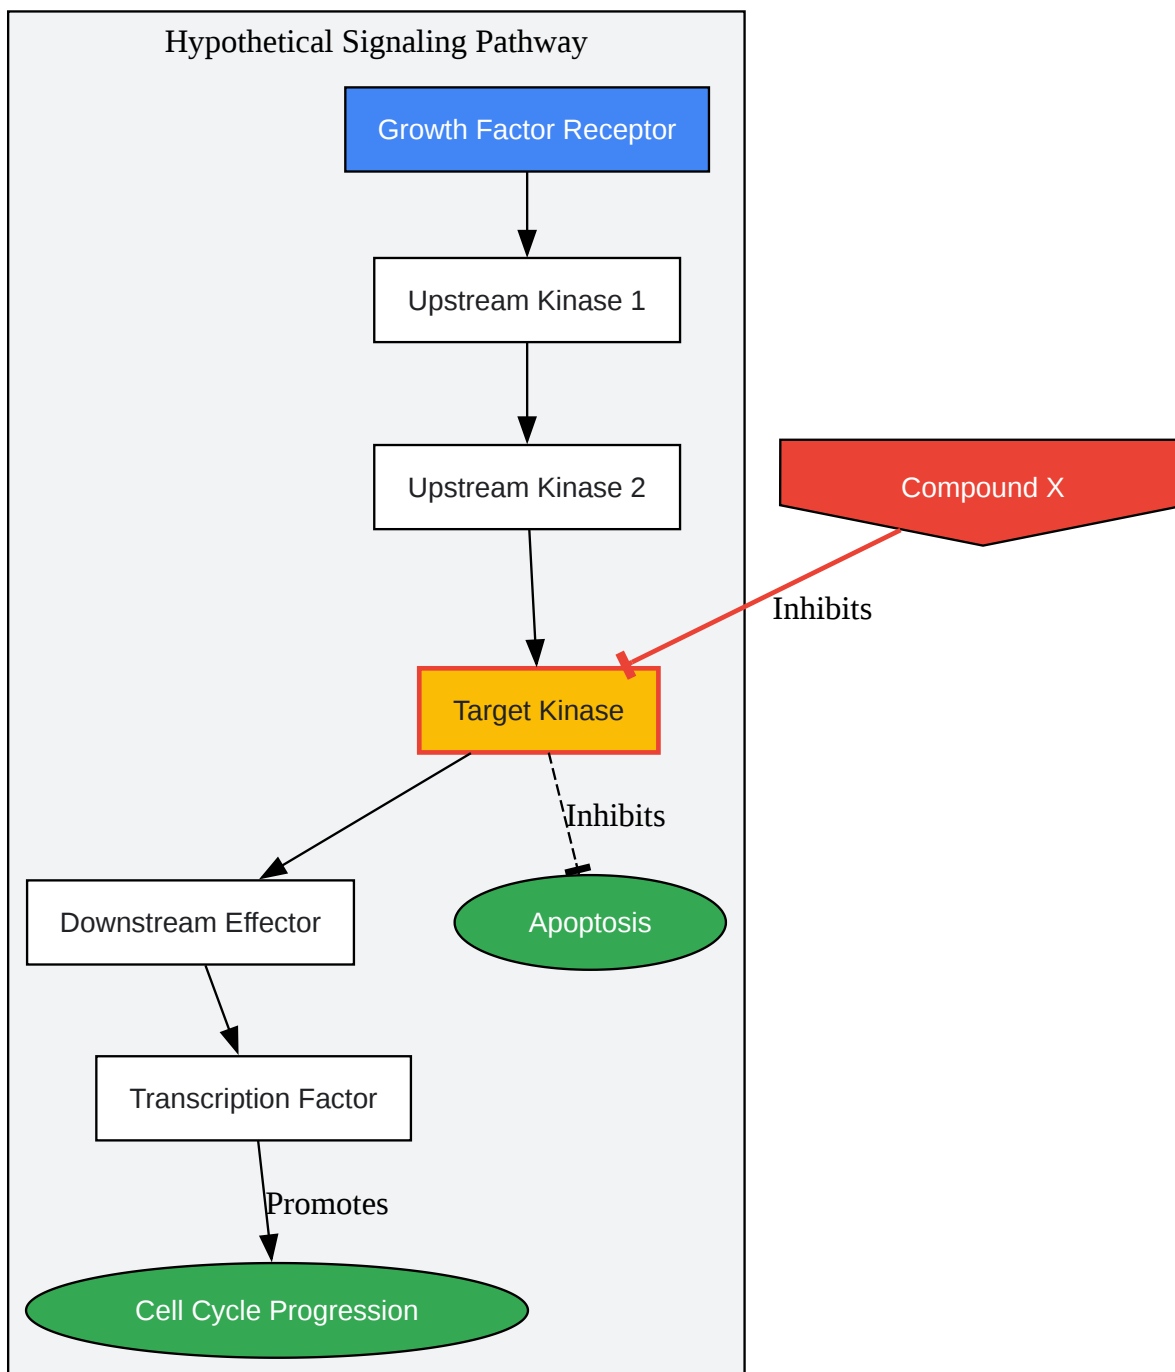 Hypothetical Signaling Pathway
Growth Factor Receptor
Upstream Kinase 1
Upstream Kinase 2
Compound X
Inhibits
Target Kinase
Inhibits
Downstream Effector
Apoptosis
Transcription Factor
Promotes
Cell Cycle Progression